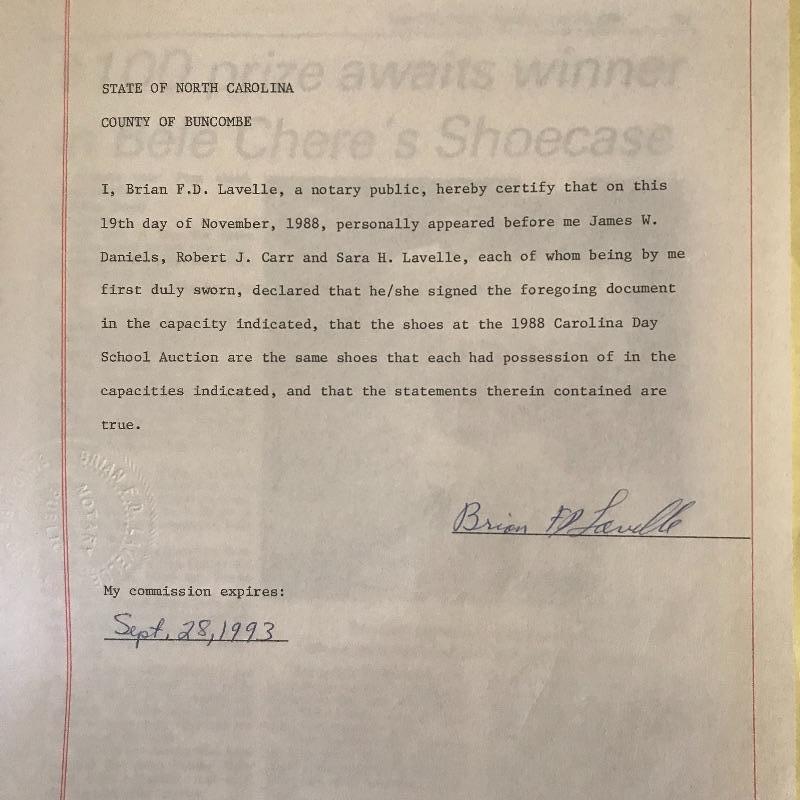 100 prize awaits winner
Bele Chere's Shoecase
STATE OF NORTH CAROLINA
COUNTY OF BUNCOMBE
I, Brian F.D. Lavelle, a notary public, hereby certify that on this
19th day of November, 1988, personally appeared before me James W.
Daniels, Robert J. Carr and Sara H. Lavelle, each of whom being by me
first duly sworn, declared that he/she signed the foregoing document
in the capacity indicated, that the shoes at the 1988 Carolina Day
School Auction are the same shoes that each had possession of in the
capacities indicated, and that the statements therein contained are
true.
Brian FD Lavelle
My commission expires:
Sept. 28, 1993
BRIAN F.D. LAVELLE
NOTARY
PUBLIC